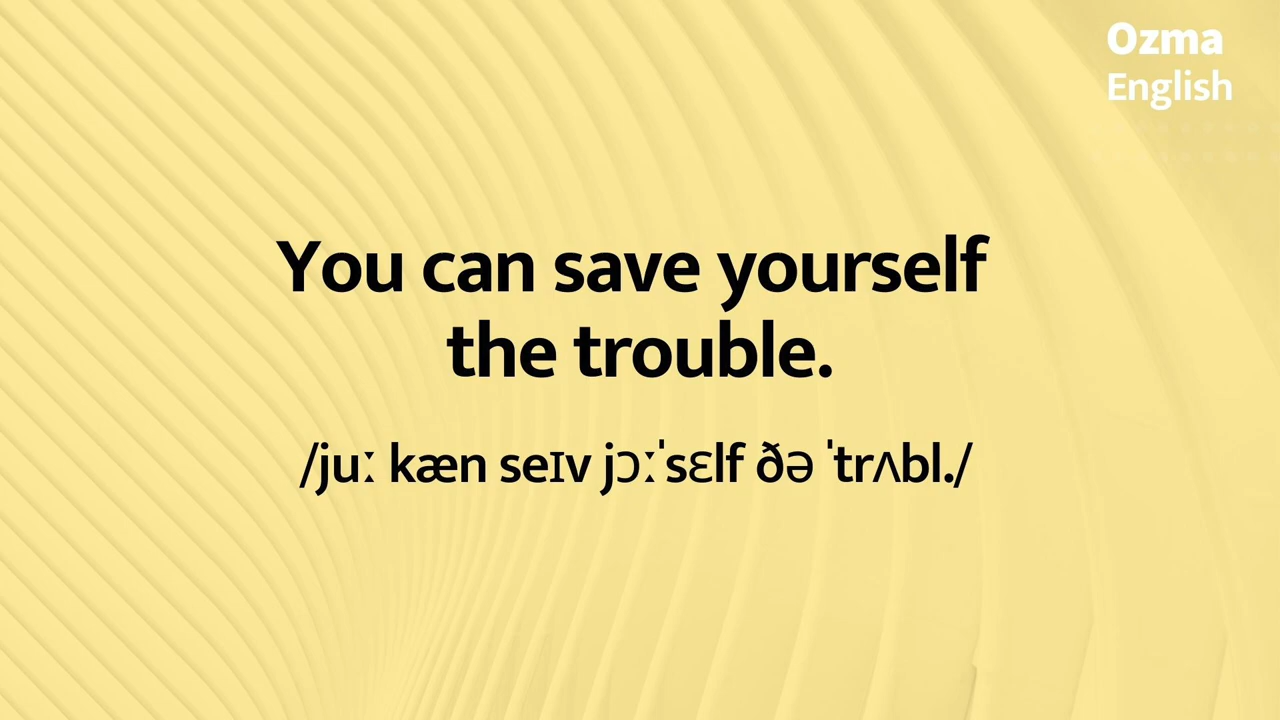 Ozma
English
You can save yourself
the trouble.
/juː kæn seɪv jɔːˈsɛlf ðə ˈtrʌbl./